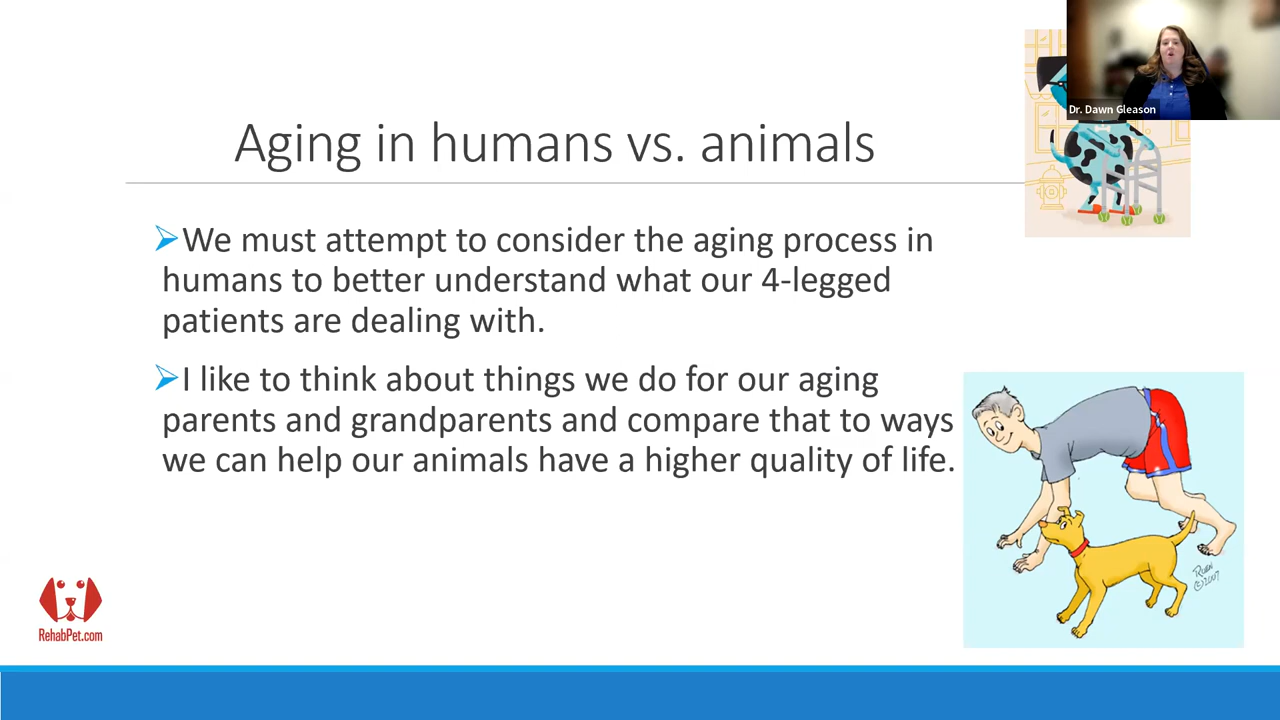 Dr. Dawn Gleason
Aging in humans vs. animals
➢We must attempt to consider the aging process in
humans to better understand what our 4-legged
patients are dealing with.
➢I like to think about things we do for our aging
parents and grandparents and compare that to ways
we can help our animals have a higher quality of life.
©2007
RehabPet.com